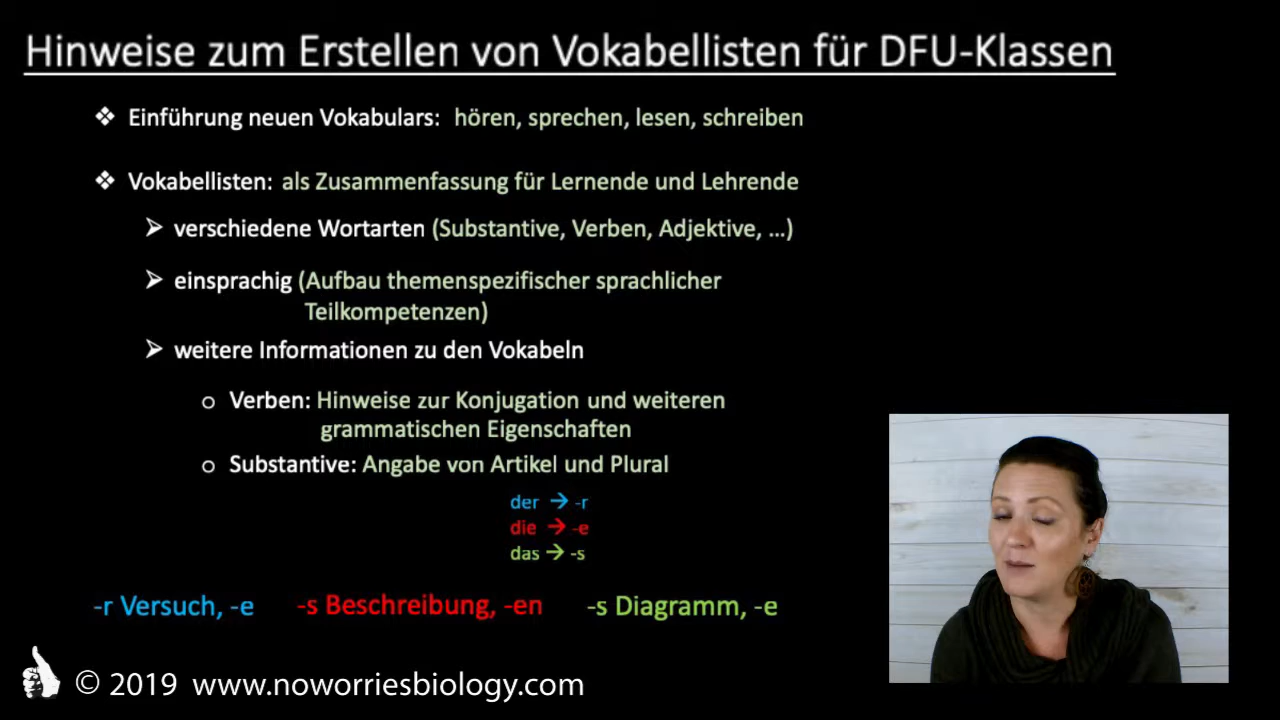 Hinweise zum Erstellen von Vokabellisten für DFU-Klassen
❖ Einführung neuen Vokabulars: hören, sprechen, lesen, schreiben
❖ Vokabellisten: als Zusammenfassung für Lernende und Lehrende
➢ verschiedene Wortarten (Substantive, Verben, Adjektive, …)
➢ einsprachig (Aufbau themenspezifischer sprachlicher
Teilkompetenzen)
➢ weitere Informationen zu den Vokabeln
o Verben: Hinweise zur Konjugation und weiteren
grammatischen Eigenschaften
o Substantive: Angabe von Artikel und Plural
der → -r
die → -e
das → -s
-r Versuch, -e -s Beschreibung, -en -s Diagramm, -e
© 2019 www.noworriesbiology.com